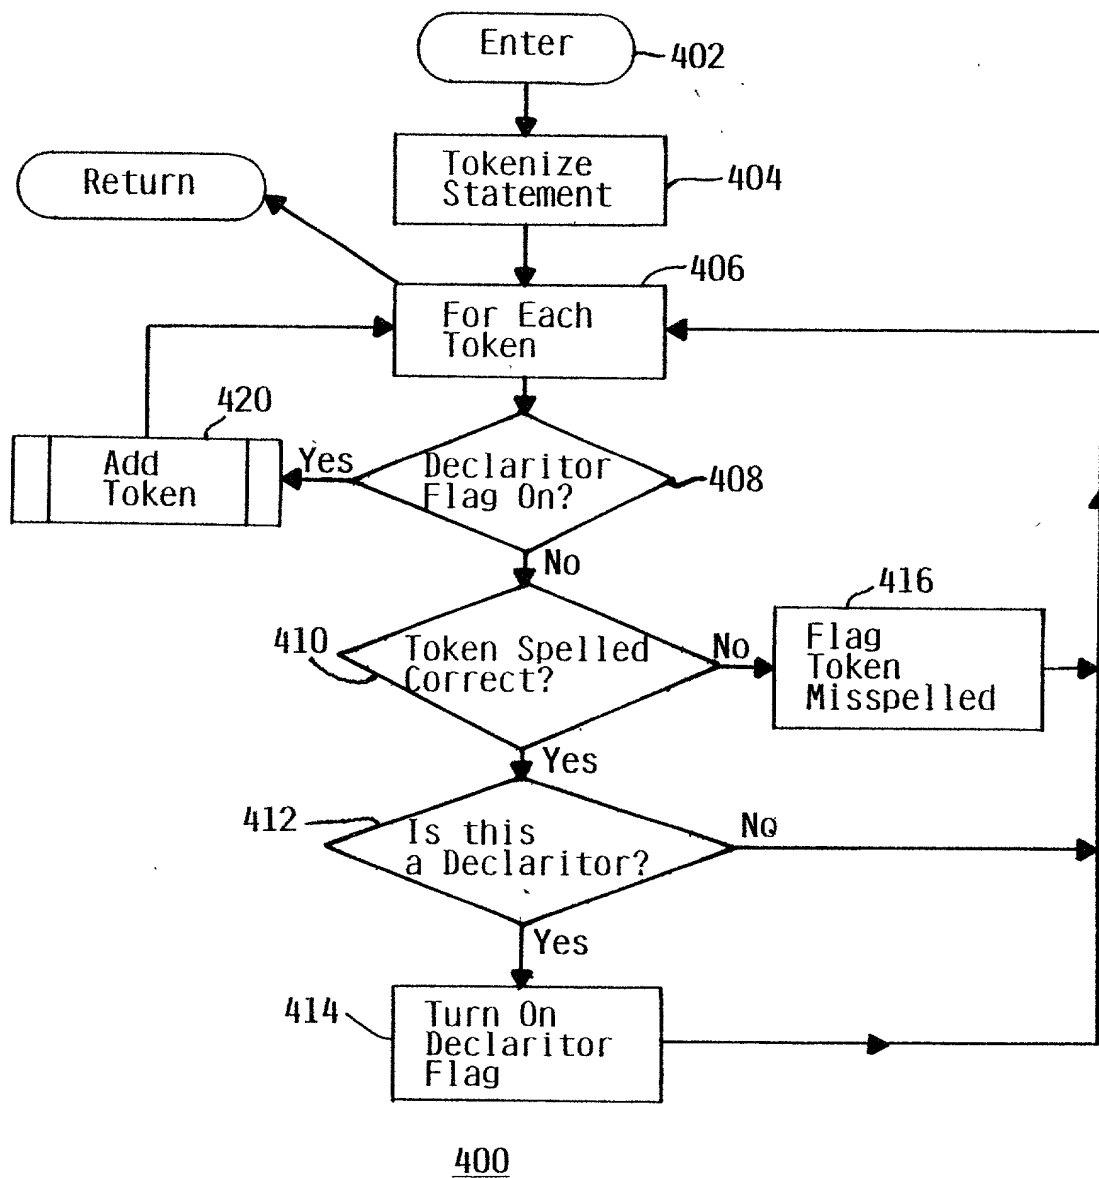 Enter
402
Tokenize
Statement
404
Return
406
For Each
Token
420
Add
Token
Yes
Declaritor
Flag On?
408
No
416
410
Token Spelled
Correct?
No
Flag
Token
Misspelled
Yes
412
Is this
a Declaritor?
No
Yes
414
Turn On
Declaritor
Flag
400